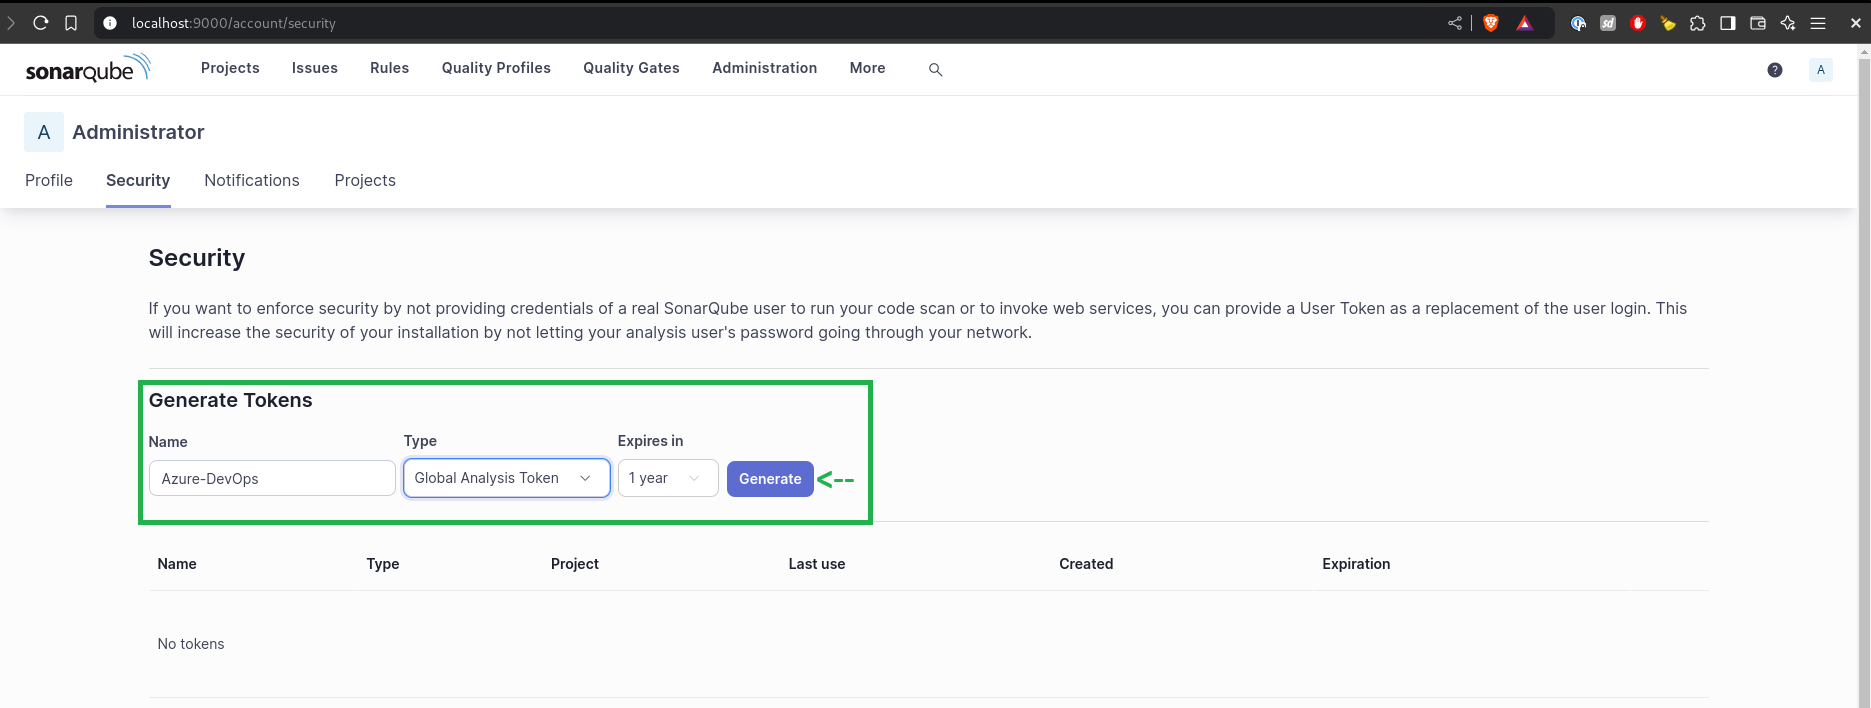 localhost:9000/account/security
sonarqube Projects Issues Rules Quality Profiles Quality Gates Administration More ? A
A Administrator
Profile Security Notifications Projects
Security
If you want to enforce security by not providing credentials of a real SonarQube user to run your code scan or to invoke web services, you can provide a User Token as a replacement of the user login. This
will increase the security of your installation by not letting your analysis user's password going through your network.
Generate Tokens
Name Type Expires in
Azure-DevOps Global Analysis Token 1 year Generate <--
Name Type Project Last use Created Expiration
No tokens